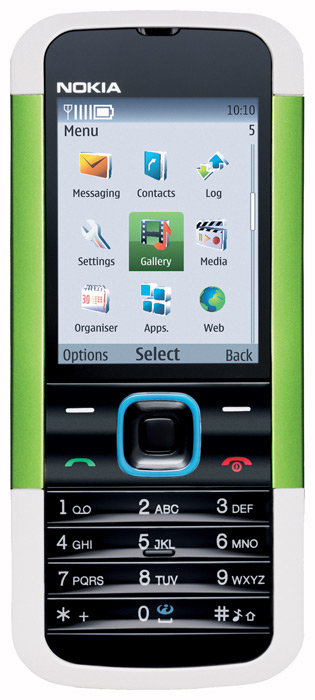 NOKIA
10:10
Menu 5
Messaging Contacts Log
Settings Gallery Media
31
Organiser Apps. Web
Options Select Back
1 2 ABC 3 DEF
4 GHI 5 JKL 6 MNO
7 PQRS 8 TUV 9 WXYZ
* + 0 #